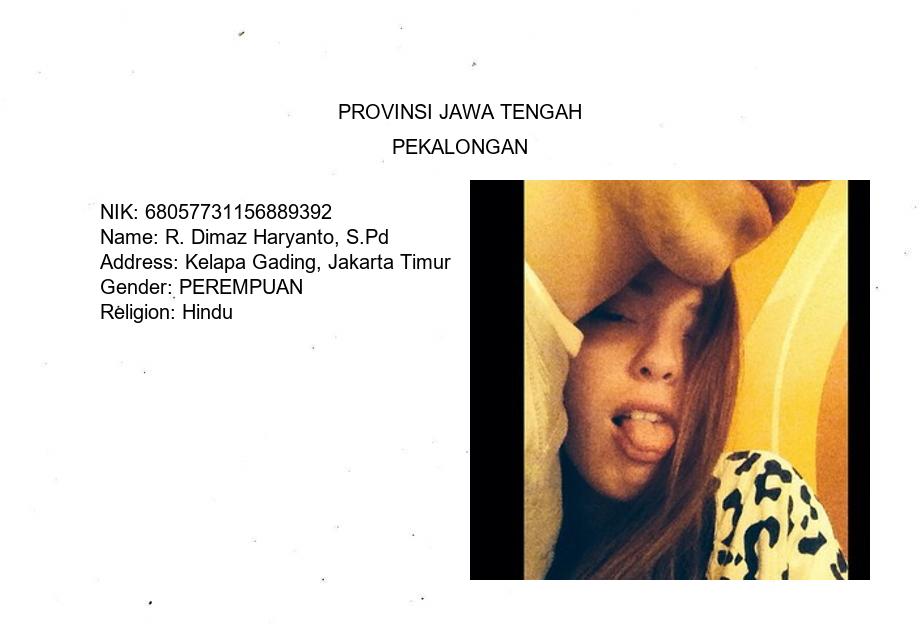 PROVINSI JAWA TENGAH
PEKALONGAN
NIK: 68057731156889392
Name: R. Dimaz Haryanto, S.Pd
Address: Kelapa Gading, Jakarta Timur
Gender: PEREMPUAN
Religion: Hindu